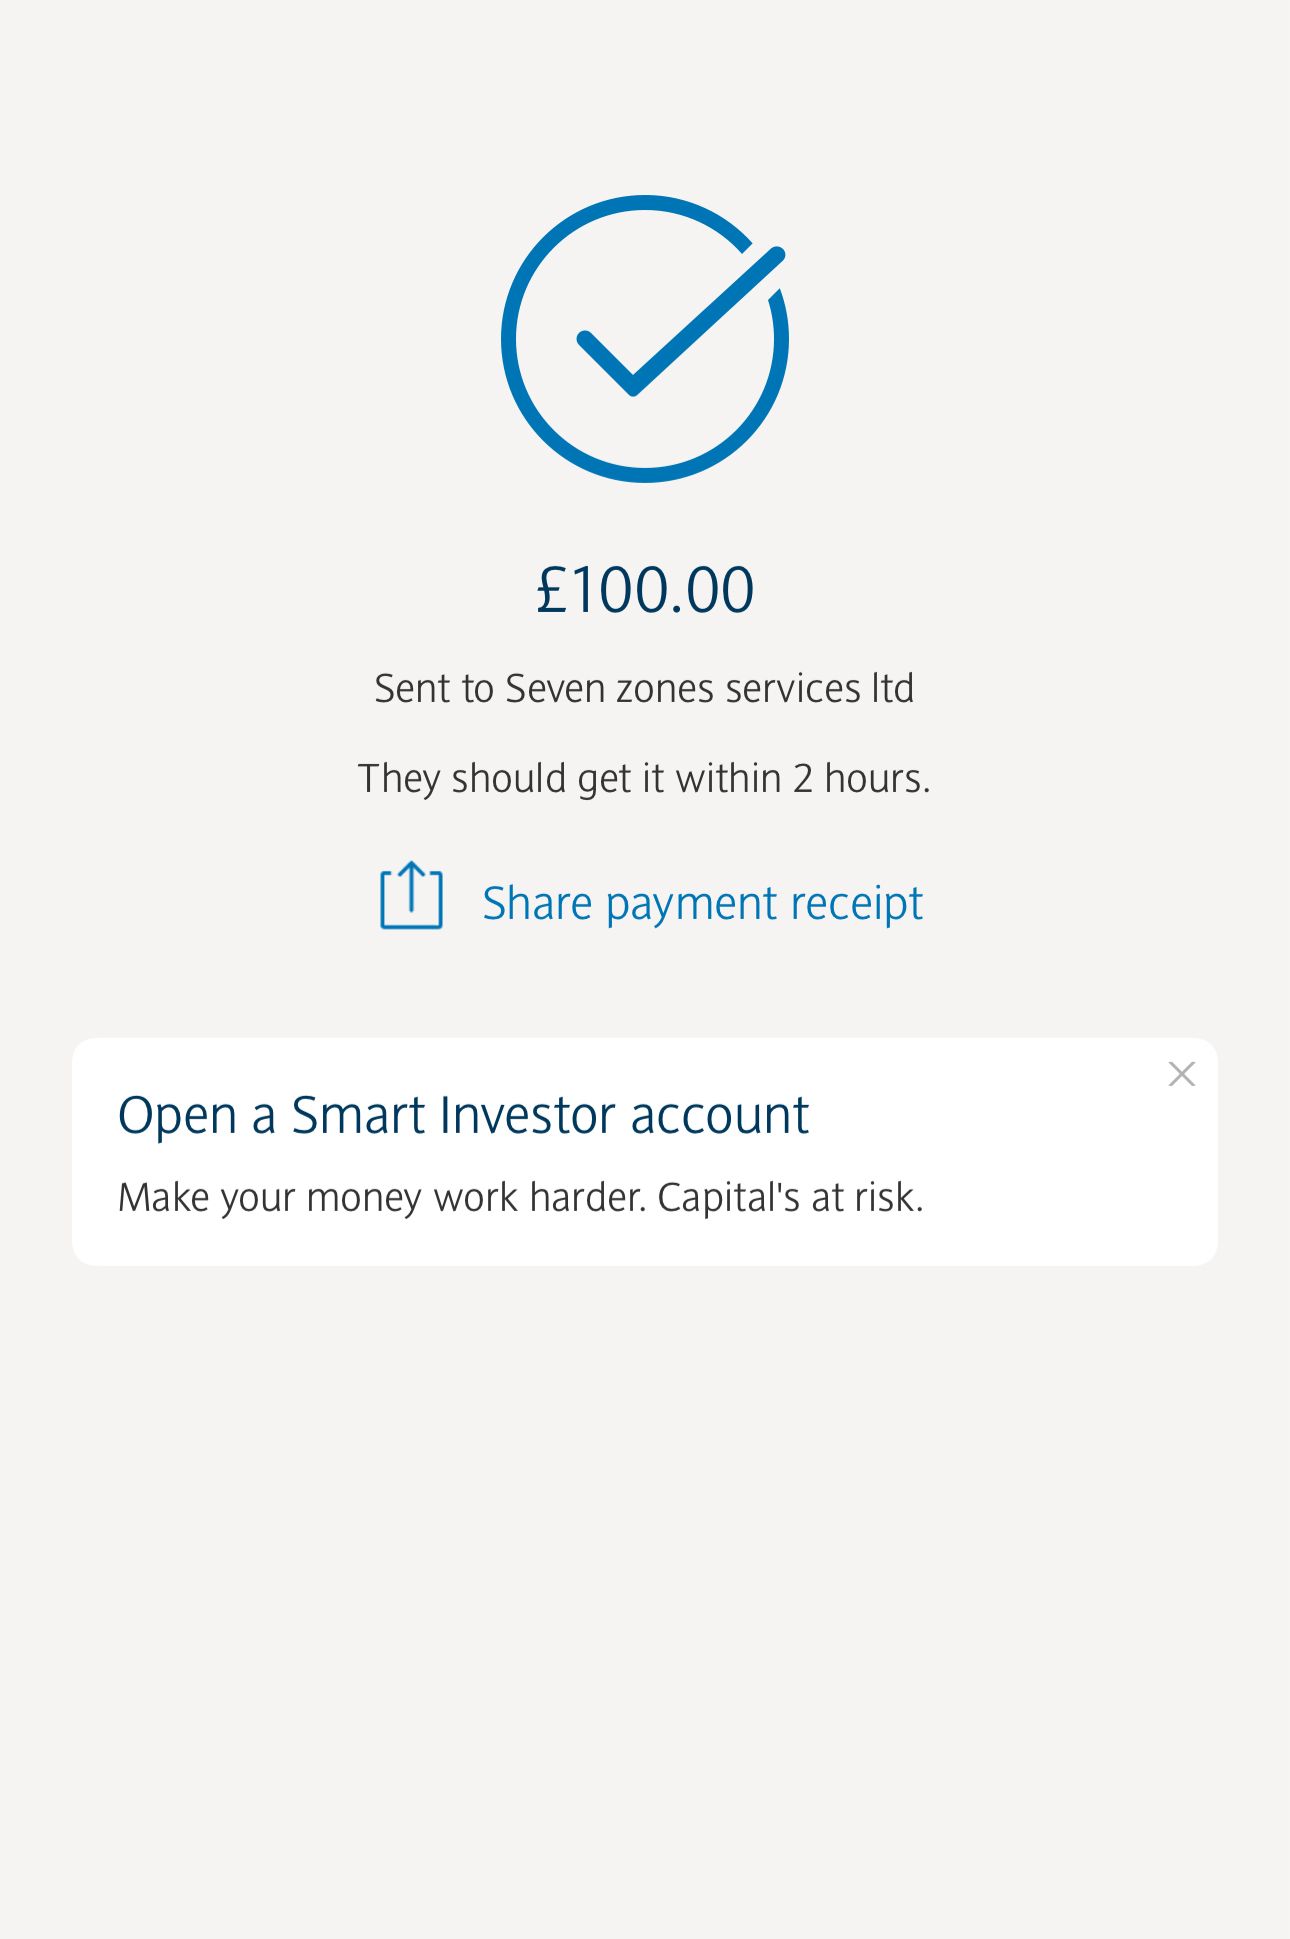 £100.00
Sent to Seven zones services ltd
They should get it within 2 hours.
Share payment receipt
Open a Smart Investor account
Make your money work harder. Capital's at risk.